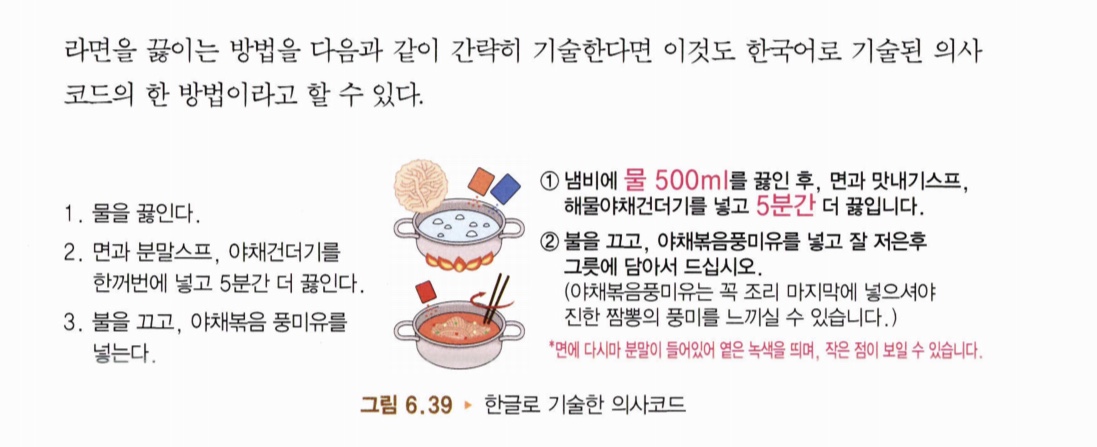 라면을 끓이는 방법을 다음과 같이 간략히 기술한다면 이것도 한국어로 기술된 의사
코드의 한 방법이라고 할 수 있다.
1. 물을 끓인다.
2. 면과 분말스프, 야채건더기를
한꺼번에 넣고 5분간 더 끓인다.
3. 불을 끄고, 야채볶음 풍미유를
넣는다.
① 냄비에 물 500ml를 끓인 후, 면과 맛내기스프,
해물야채건더기를 넣고 5분간 더 끓입니다.
② 불을 끄고, 야채볶음풍미유를 넣고 잘 저은후
그릇에 담아서 드십시오.
(야채볶음풍미유는 꼭 조리 마지막에 넣으셔야
진한 짬뽕의 풍미를 느끼실 수 있습니다.)
*면에 다시마 분말이 들어있어 옅은 녹색을 띄며, 작은 점이 보일 수 있습니다.
그림 6.39 ▸ 한글로 기술한 의사코드